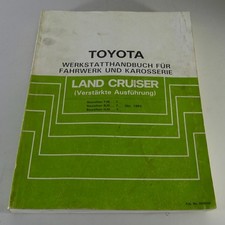 TOYOTA
WERKSTATTHANDBUCH FÜR
FAHRWERK UND KAROSSERIE
LAND CRUISER
(Verstärkte Ausführung)